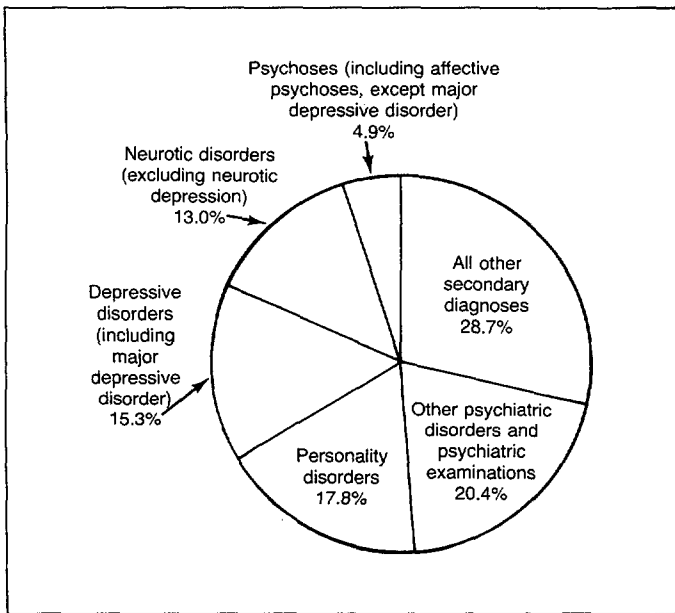 Psychoses (including affective
psychoses, except major
depressive disorder)
4.9%
Neurotic disorders
(excluding neurotic
depression)
13.0%
Depressive
disorders
(including
major
depressive
disorder)
15.3%
Personality
disorders
17.8%
Other psychiatric
disorders and
psychiatric
examinations
20.4%
All other
secondary
diagnoses
28.7%